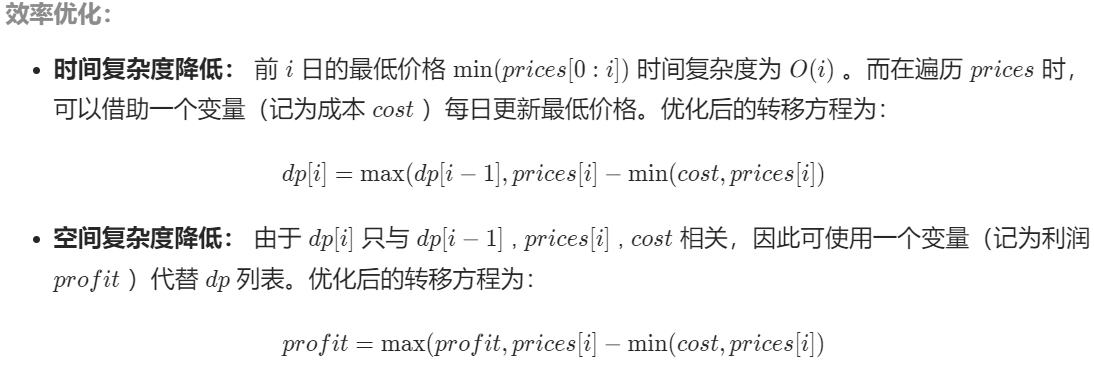 效率优化：
• 时间复杂度降低： 前 i 日的最低价格 min(prices[0 : i]) 时间复杂度为 O(i) 。而在遍历 prices 时，
可以借助一个变量（记为成本 cost ）每日更新最低价格。优化后的转移方程为：
dp[i] = max(dp[i − 1], prices[i] − min(cost, prices[i])
• 空间复杂度降低： 由于 dp[i] 只与 dp[i − 1] , prices[i] , cost 相关，因此可使用一个变量（记为利润
profit ）代替 dp 列表。优化后的转移方程为：
profit = max(profit, prices[i] − min(cost, prices[i])